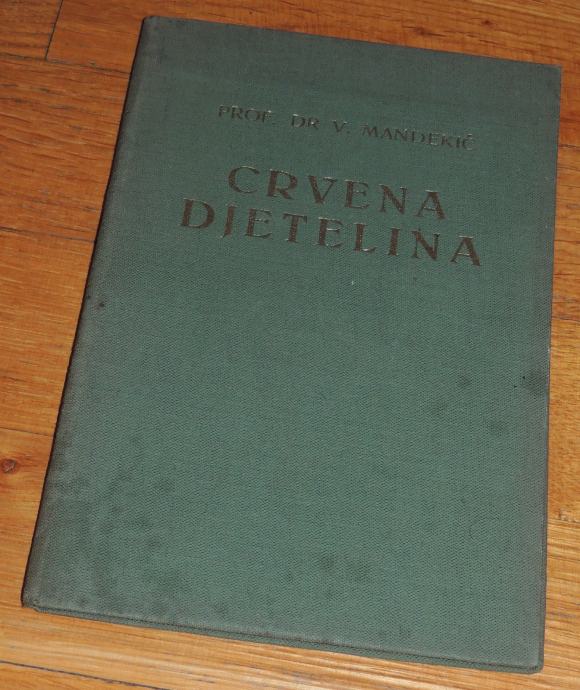 PROF. DR V. MANDEKIĆ
CRVENA
DJETELINA